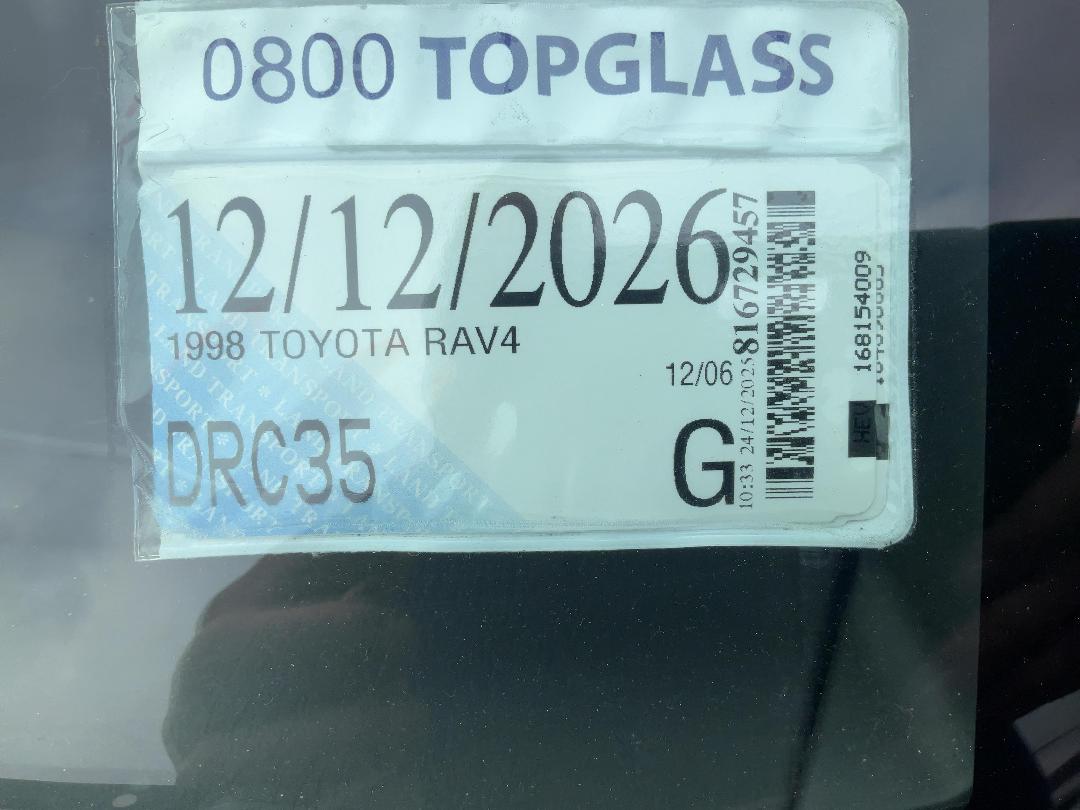 0800 TOPGLASS
12/12/2026
1998 TOYOTA RAV4
12/06
DRC35
G
10:33 24/12/2025 816729457
168154009
HEV